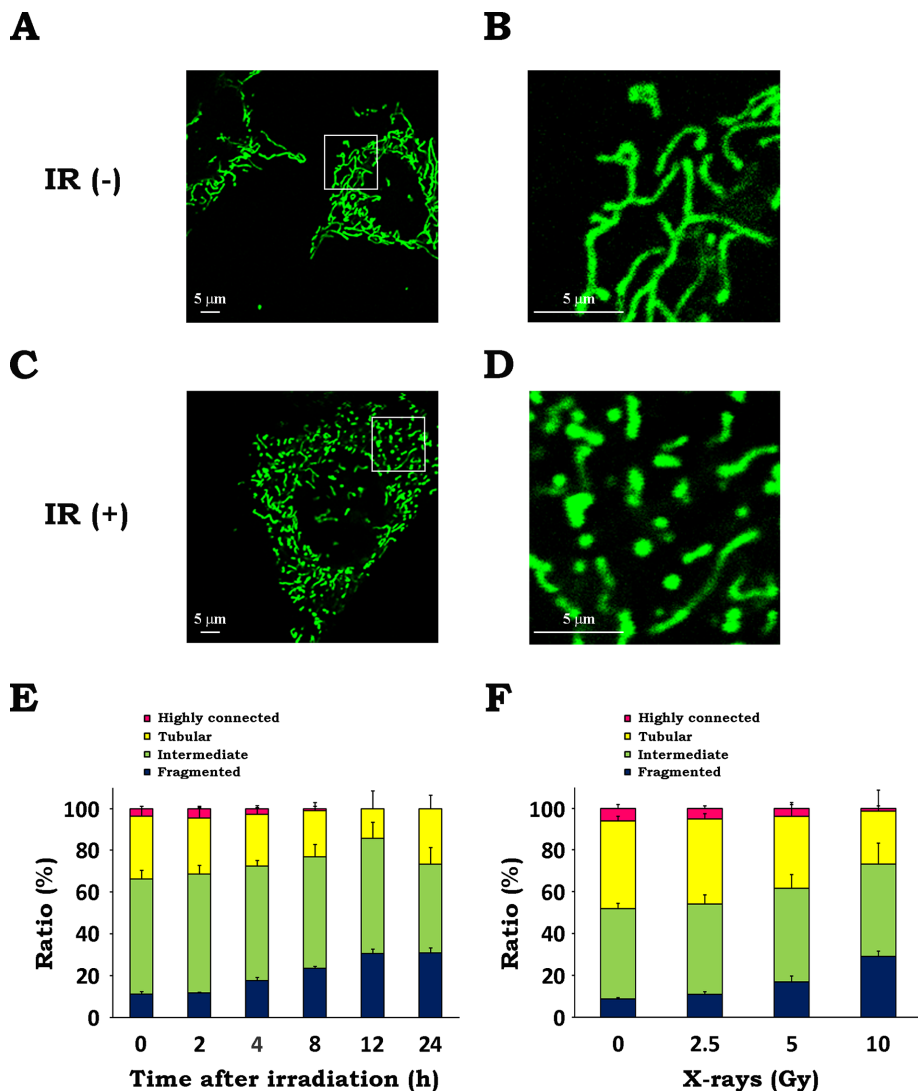 A
B
IR (-)
5 µm
5 µm
C
D
IR (+)
5 µm
5 µm
E
F
Highly connected
Tubular
Intermediate
Fragmented
Highly connected
Tubular
Intermediate
Fragmented
Ratio (%)
100
80
60
40
20
0
0 2 4 8 12 24
Time after irradiation (h)
Ratio (%)
100
80
60
40
20
0
0 2.5 5 10
X-rays (Gy)